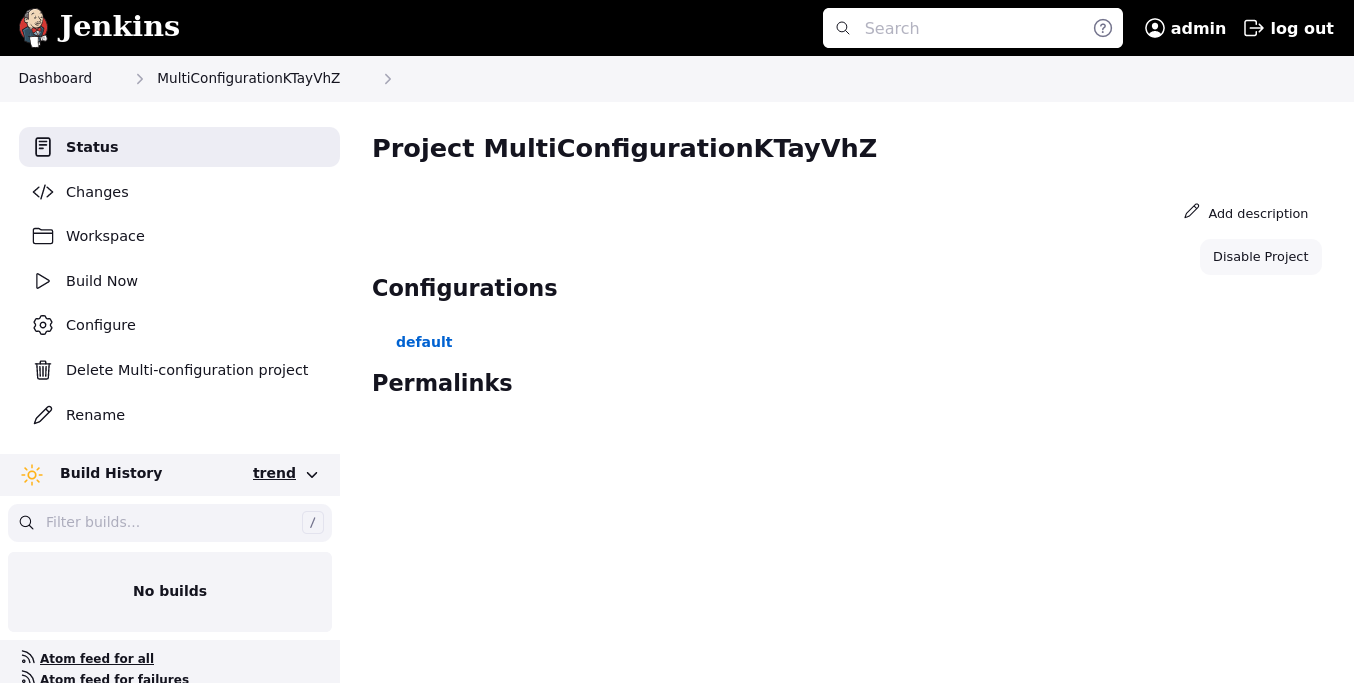 Jenkins
Search
admin
log out
Dashboard
MultiConfigurationKTayVhZ
Status
Changes
Workspace
Build Now
Configure
Delete Multi-configuration project
Rename
Build History
trend
Filter builds...
/
No builds
Atom feed for all
Atom feed for failures
Project MultiConfigurationKTayVhZ
Add description
Disable Project
Configurations
default
Permalinks